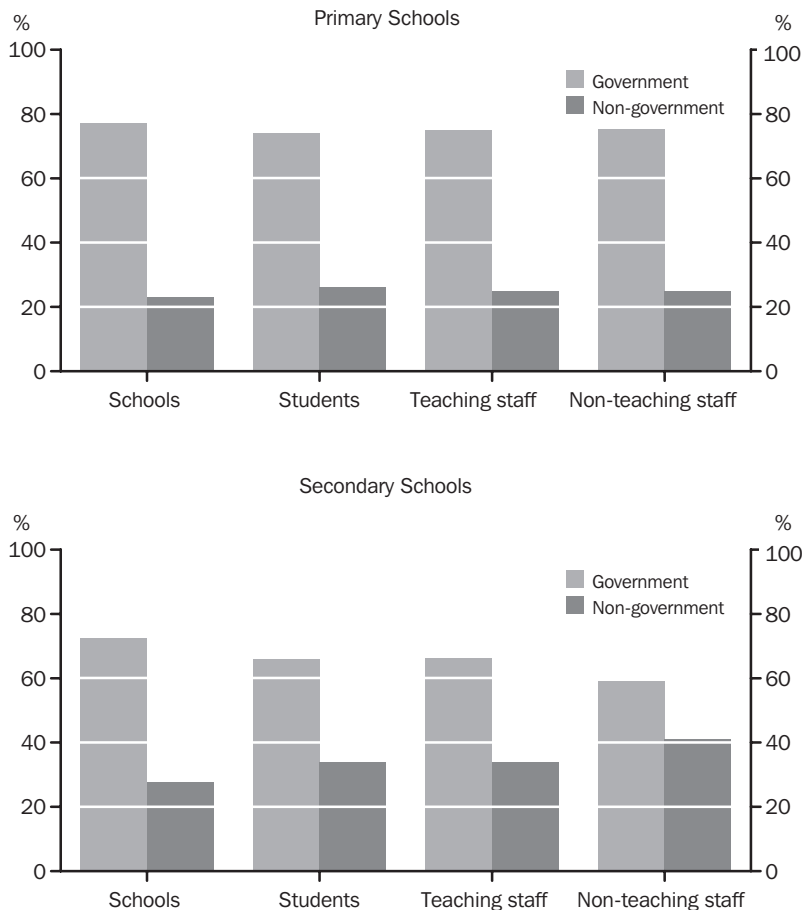 Primary Schools
% %
100 100
Government
80 80
Non-government
60 60
40 40
20 20
0 0
Schools Students Teaching staff Non-teaching staff
Secondary Schools
% %
100 100
Government
80 80
Non-government
60 60
40 40
20 20
0 0
Schools Students Teaching staff Non-teaching staff